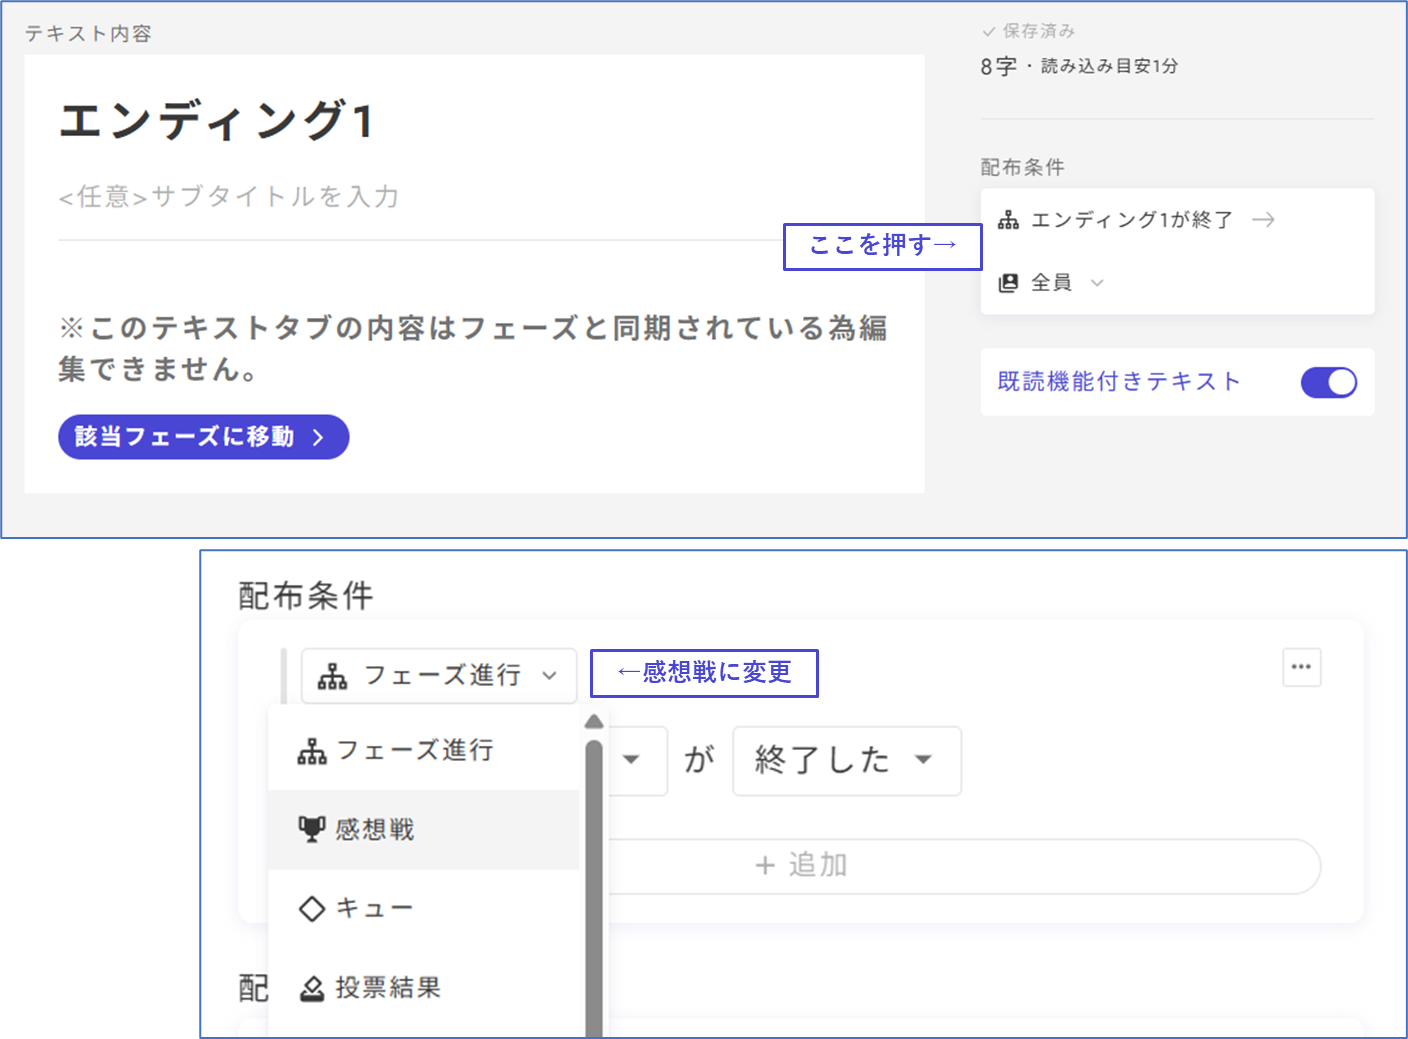 テキスト内容
エンディング1
<任意>サブタイトルを入力
※このテキストタブの内容はフェーズと同期されている為編
集できません。
該当フェーズに移動
保存済み
8字・読み込み目安1分
配布条件
エンディング1が終了 →
ここを押す→
全員
既読機能付きテキスト
配布条件
フェーズ進行
←感想戦に変更
フェーズ進行
が
終了した
感想戦
+ 追加
キュー
配
投票結果